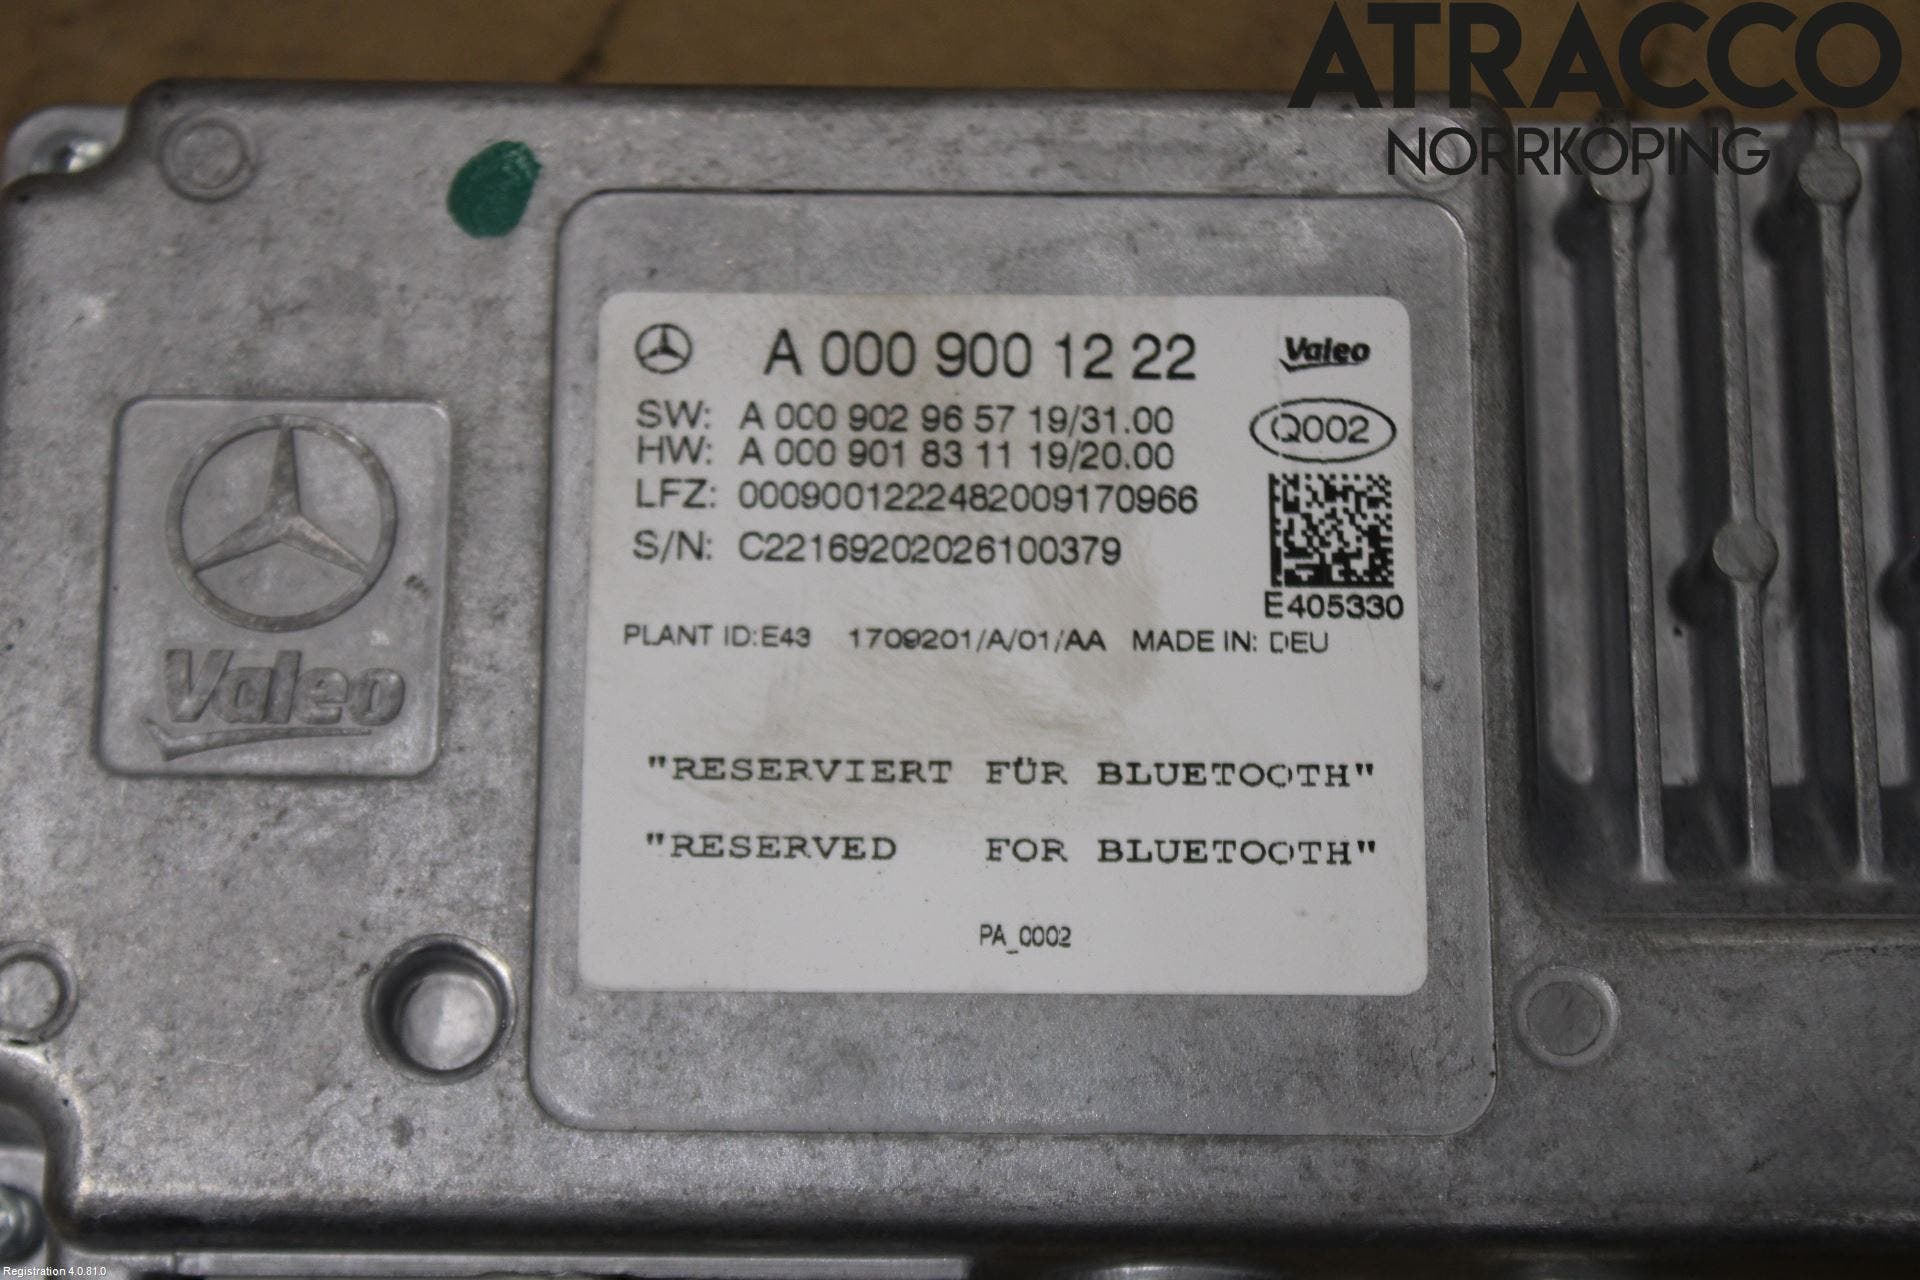 ATRACCO
NORRKÖPING
A 000 900 12 22 Valeo
SW: A 000 902 96 57 19/31.00
HW: A 000 901 83 11 19/20.00
Q002
LFZ: 0009001222482009170966
S/N: C22169202026100379
E405330
PLANT ID:E43 1709201/A/01/AA MADE IN: DEU
Valeo
"RESERVIERT FÜR BLUETOOTH"
"RESERVED FOR BLUETOOTH"
PA_0002
Registration 4.0.81.0